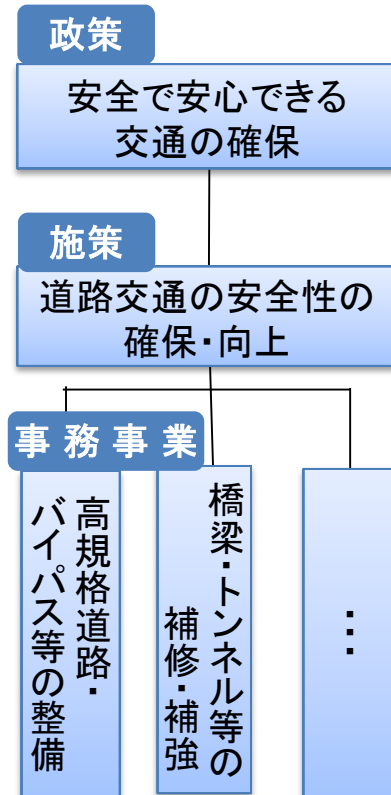 政策
安全で安心できる
交通の確保
施策
道路交通の安全性の
確保・向上
事務事業
高規格道路・
バイパス等の整備
橋梁・トンネル等の
補修・補強
・・・